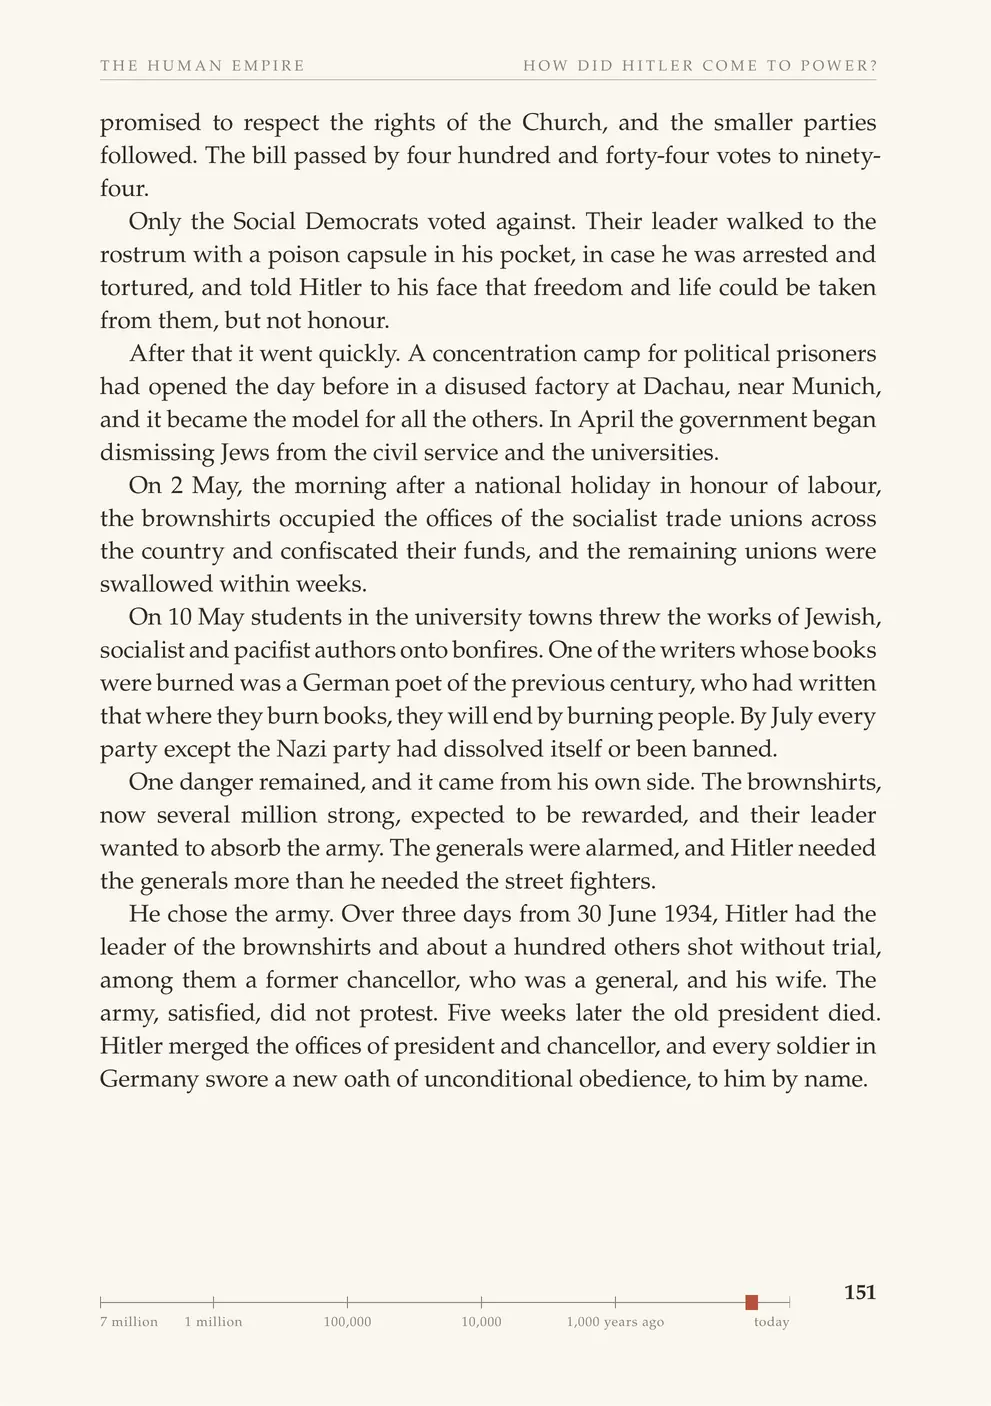 THE HUMAN EMPIRE
HOW DID HITLER COME TO POWER?
promised to respect the rights of the Church, and the smaller parties
followed. The bill passed by four hundred and forty-four votes to ninety-
four.
Only the Social Democrats voted against. Their leader walked to the
rostrum with a poison capsule in his pocket, in case he was arrested and
tortured, and told Hitler to his face that freedom and life could be taken
from them, but not honour.
After that it went quickly. A concentration camp for political prisoners
had opened the day before in a disused factory at Dachau, near Munich,
and it became the model for all the others. In April the government began
dismissing Jews from the civil service and the universities.
On 2 May, the morning after a national holiday in honour of labour,
the brownshirts occupied the offices of the socialist trade unions across
the country and confiscated their funds, and the remaining unions were
swallowed within weeks.
On 10 May students in the university towns threw the works of Jewish,
socialist and pacifist authors onto bonfires. One of the writers whose books
were burned was a German poet of the previous century, who had written
that where they burn books, they will end by burning people. By July every
party except the Nazi party had dissolved itself or been banned.
One danger remained, and it came from his own side. The brownshirts,
now several million strong, expected to be rewarded, and their leader
wanted to absorb the army. The generals were alarmed, and Hitler needed
the generals more than he needed the street fighters.
He chose the army. Over three days from 30 June 1934, Hitler had the
leader of the brownshirts and about a hundred others shot without trial,
among them a former chancellor, who was a general, and his wife. The
army, satisfied, did not protest. Five weeks later the old president died.
Hitler merged the offices of president and chancellor, and every soldier in
Germany swore a new oath of unconditional obedience, to him by name.
151
7 million 1 million 100,000 10,000 1,000 years ago today